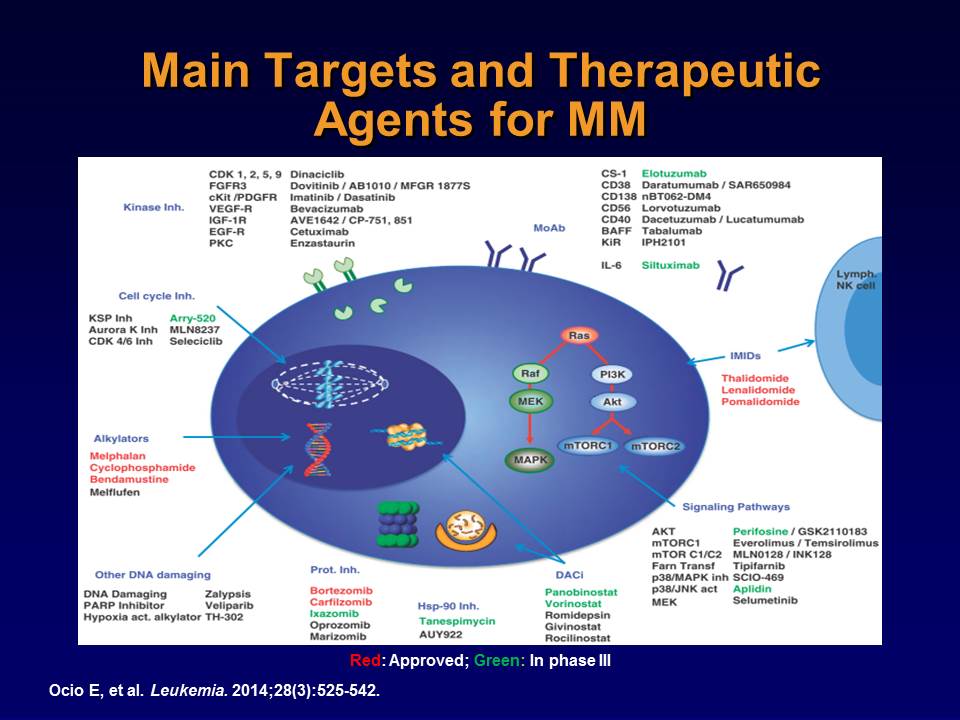 Main Targets and Therapeutic
Agents for MM
Kinase Inh.
CDK 1, 2, 5, 9 Dinaciclib
FGFR3 Dovitinib / AB1010 / MFGR 1877S
cKit /PDGFR Imatinib / Dasatinib
VEGF-R Bevacizumab
IGF-1R AVE1642 / CP-751, 851
EGF-R Cetuximab
PKC Enzastaurin
MoAb
CS-1 Elotuzumab
CD38 Daratumumab / SAR650984
CD138 nBT062-DM4
CD56 Lorvotuzumab
CD40 Dacetuzumab / Lucatumumab
BAFF Tabalumab
KiR IPH2101
IL-6 Siltuximab
Lymph.
NK cell
Cell cycle Inh.
KSP Inh Arry-520
Aurora K Inh MLN8237
CDK 4/6 Inh Seleciclib
Ras
Raf
PI3K
MEK
Akt
mTORC1
mTORC2
MAPK
IMIDs
Thalidomide
Lenalidomide
Pomalidomide
Alkylators
Melphalan
Cyclophosphamide
Bendamustine
Melflufen
Signaling Pathways
AKT Perifosine / GSK2110183
mTORC1 Everolimus / Temsirolimus
mTOR C1/C2 MLN0128 / INK128
Farn Transf Tipifarnib
p38/MAPK inh SCIO-469
p38/JNK act Aplidin
MEK Selumetinib
Other DNA damaging
DNA Damaging Zalypsis
PARP Inhibitor Veliparib
Hypoxia act. alkylator TH-302
Prot. Inh.
Bortezomib
Carfilzomib
Ixazomib
Oprozomib
Marizomib
Hsp-90 Inh.
Tanespimycin
AUY922
DACi
Panobinostat
Vorinostat
Romidepsin
Givinostat
Rocilinostat
Red: Approved; Green: In phase III
Ocio E, et al. Leukemia. 2014;28(3):525-542.